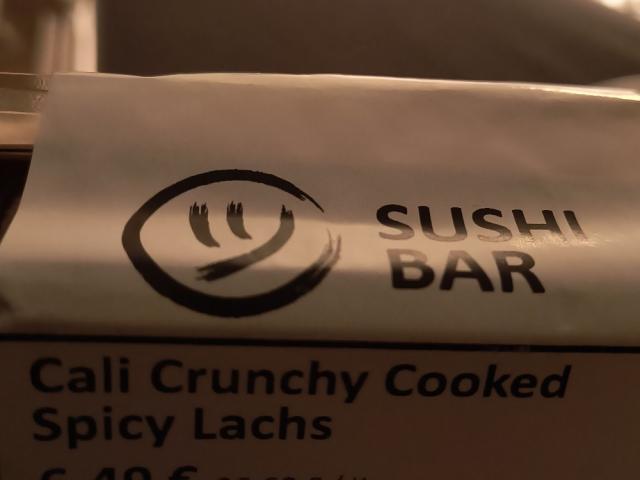 SUSHI
BAR
Cali Crunchy Cooked
Spicy Lachs